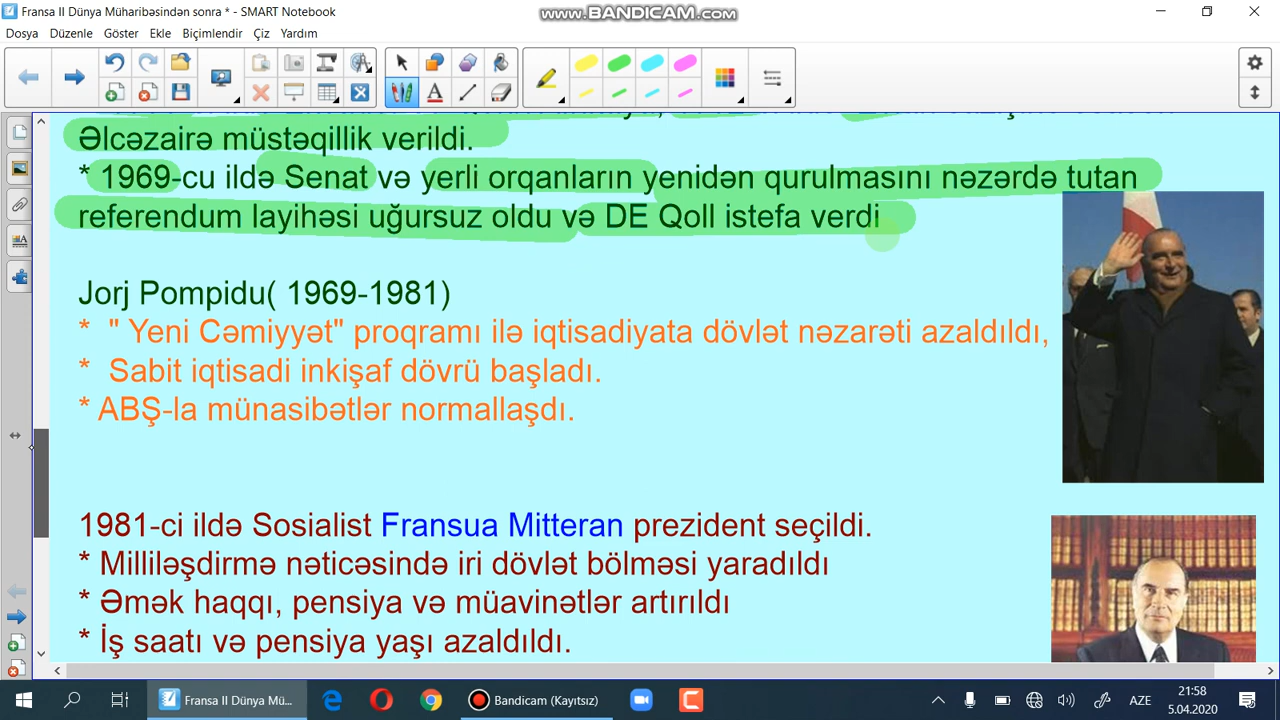 Fransa II Dünya Müharibəsindən sonra * - SMART Notebook
www.BANDICAM.com
Dosya Düzenle Göster Ekle Biçimlendir Çiz Yardım
Əlcəzairə müstəqillik verildi.
* 1969-cu ildə Senat və yerli orqanların yenidən qurulmasını nəzərdə tutan
referendum layihəsi uğursuz oldu və DE Qoll istefa verdi
Jorj Pompidu( 1969-1981)
* " Yeni Cəmiyyət" proqramı ilə iqtisadiyata dövlət nəzarəti azaldıldı,
* Sabit iqtisadi inkişaf dövrü başladı.
* ABŞ-la münasibətlər normallaşdı.
1981-ci ildə Sosialist Fransua Mitteran prezident seçildi.
* Milliləşdirmə nəticəsində iri dövlət bölməsi yaradıldı
* Əmək haqqı, pensiya və müavinətlər artırıldı
* İş saatı və pensiya yaşı azaldıldı.
Fransa II Dünya Mü...
Bandicam (Kayıtsız)
AZE
21:58
5.04.2020